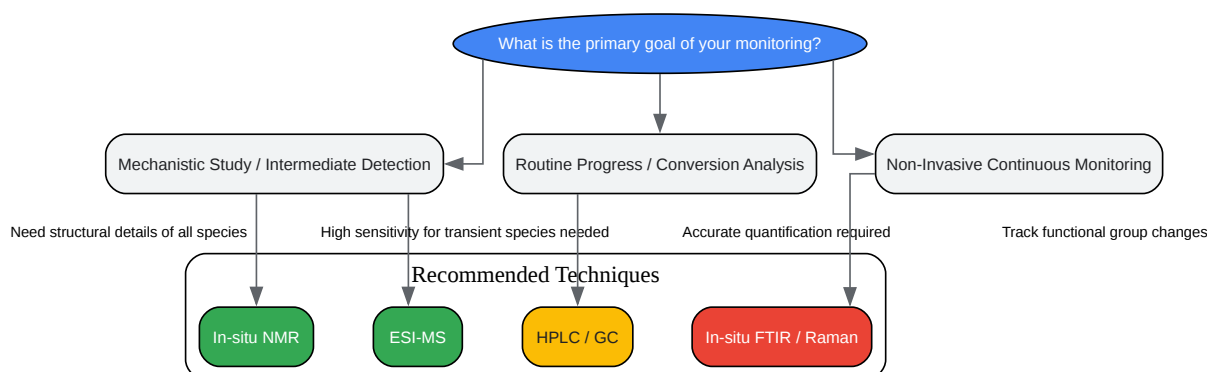 What is the primary goal of your monitoring?
Mechanistic Study / Intermediate Detection
Routine Progress / Conversion Analysis
Non-Invasive Continuous Monitoring
Need structural details of all species
High sensitivity for transient species needed
Accurate quantification required
Track functional group changes
Recommended Techniques
In-situ NMR
ESI-MS
HPLC / GC
In-situ FTIR / Raman